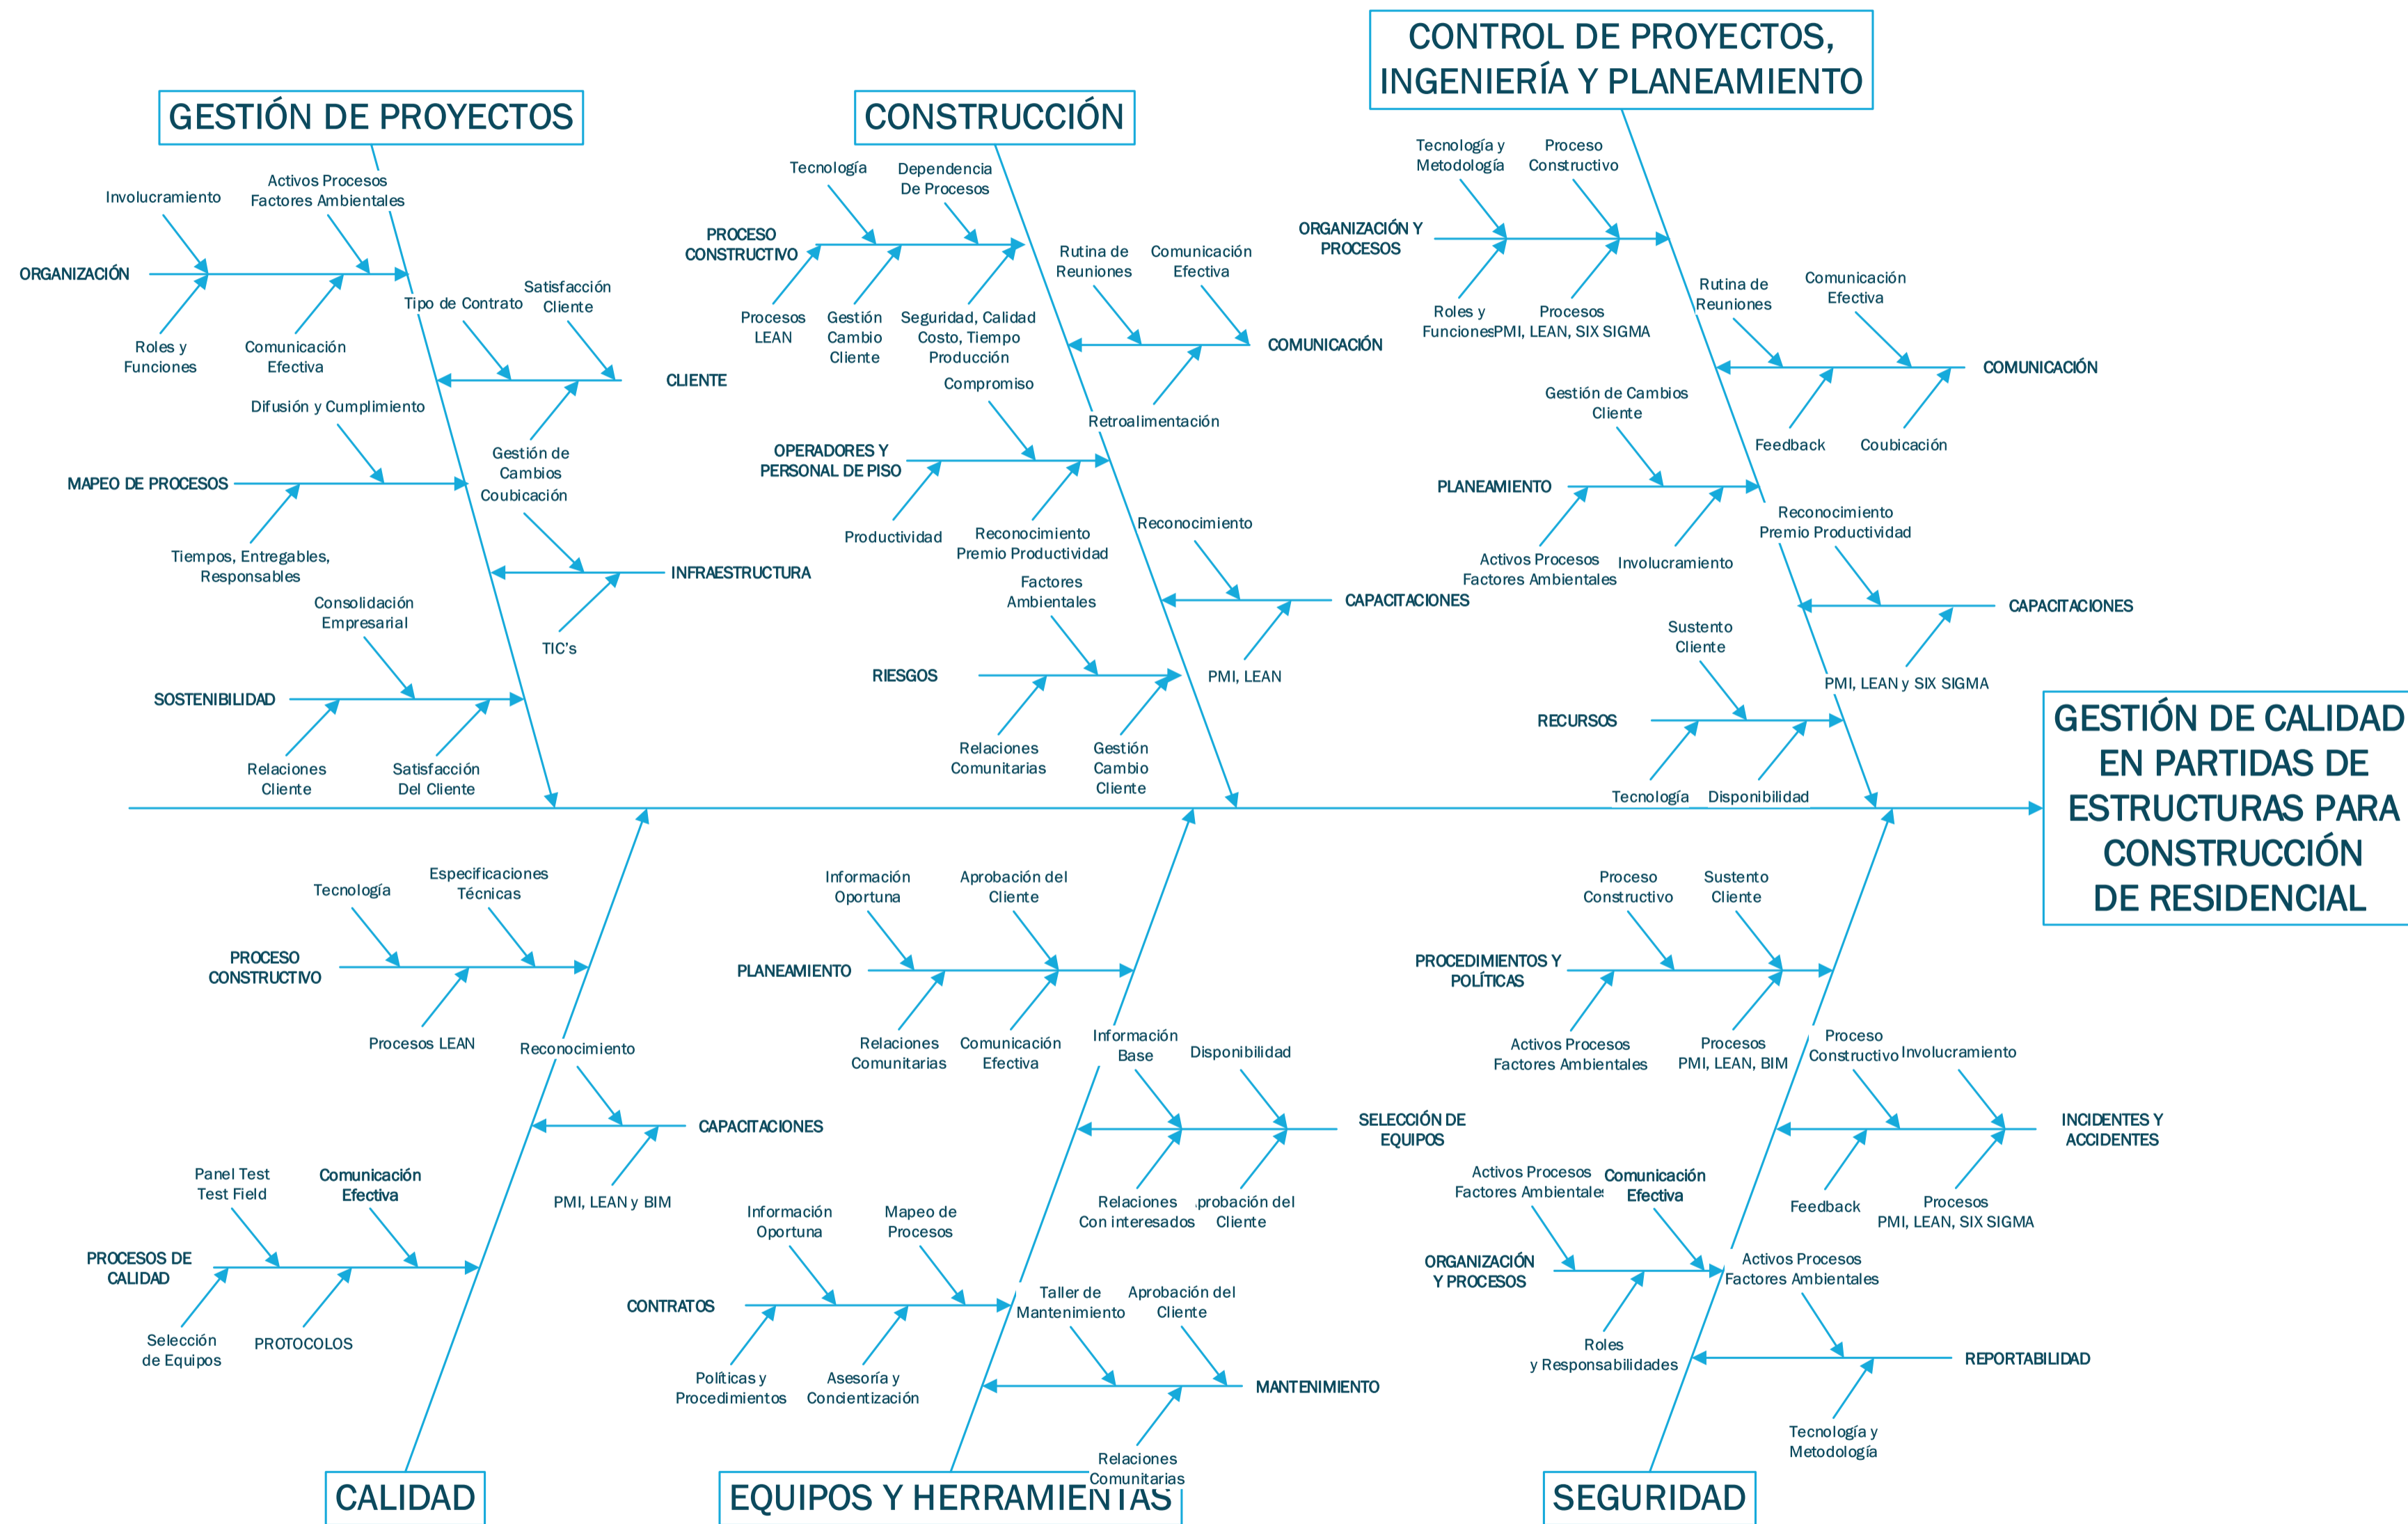 CONTROL DE PROYECTOS,
INGENIERÍA Y PLANEAMIENTO
GESTIÓN DE PROYECTOS
CONSTRUCCIÓN
Involucramiento
Activos Procesos
Factores Ambientales
ORGANIZACIÓN
Roles y
Funciones
Comunicación
Efectiva
Tipo de Contrato
Satisfacción
Cliente
CLIENTE
Gestión de
Cambios
Difusión y Cumplimiento
MAPEO DE PROCESOS
Tiempos, Entregables,
Responsables
Coubicación
INFRAESTRUCTURA
TIC's
Consolidación
Empresarial
SOSTENIBILIDAD
Relaciones
Cliente
Satisfacción
Del Cliente
Tecnología
Dependencia
De Procesos
PROCESO
CONSTRUCTIVO
Procesos
LEAN
Gestión
Cambio
Cliente
Seguridad, Calidad
Costo, Tiempo
Producción
Rutina de
Reuniones
Comunicación
Efectiva
COMUNICACIÓN
Retroalimentación
Compromiso
OPERADORES Y
PERSONAL DE PISO
Productividad
Reconocimiento
Premio Productividad
Reconocimiento
CAPACITACIONES
PMI, LEAN
Factores
Ambientales
RIESGOS
Relaciones
Comunitarias
Gestión
Cambio
Cliente
Tecnología y
Metodología
Proceso
Constructivo
ORGANIZACIÓN Y
PROCESOS
Roles y
Funciones
Procesos
PMI, LEAN, SIX SIGMA
Rutina de
Reuniones
Comunicación
Efectiva
COMUNICACIÓN
Feedback
Coubicación
Gestión de Cambios
Cliente
PLANEAMIENTO
Activos Procesos
Factores Ambientales
Involucramiento
Reconocimiento
Premio Productividad
CAPACITACIONES
PMI, LEAN y SIX SIGMA
Sustento
Cliente
RECURSOS
Tecnología
Disponibilidad
GESTIÓN DE CALIDAD
EN PARTIDAS DE
ESTRUCTURAS PARA
CONSTRUCCIÓN
DE RESIDENCIAL
Tecnología
Especificaciones
Técnicas
PROCESO
CONSTRUCTIVO
Procesos LEAN
Reconocimiento
CAPACITACIONES
PMI, LEAN y BIM
Panel Test
Test Field
Comunicación
Efectiva
PROCESOS DE
CALIDAD
Selección
de Equipos
PROTOCOLOS
Información
Oportuna
Aprobación del
Cliente
PLANEAMIENTO
Relaciones
Comunitarias
Comunicación
Efectiva
Información
Base
Disponibilidad
SELECCIÓN DE
EQUIPOS
Relaciones
Con interesados
probación del
Cliente
Información
Oportuna
Mapeo de
Procesos
CONTRATOS
Políticas y
Procedimientos
Asesoría y
Concientización
Taller de
Mantenimiento
Aprobación del
Cliente
MANTENIMIENTO
Relaciones
Comunitarias
Proceso
Constructivo
Sustento
Cliente
PROCEDIMIENTOS Y
POLÍTICAS
Activos Procesos
Factores Ambientales
Procesos
PMI, LEAN, BIM
Proceso
Constructivo
Involucramiento
INCIDENTES Y
ACCIDENTES
Feedback
Procesos
PMI, LEAN, SIX SIGMA
Activos Procesos
Factores Ambientales
Comunicación
Efectiva
ORGANIZACIÓN
Y PROCESOS
Roles
y Responsabilidades
Activos Procesos
Factores Ambientales
REPORTABILIDAD
Tecnología y
Metodología
CALIDAD
EQUIPOS Y HERRAMIENTAS
SEGURIDAD